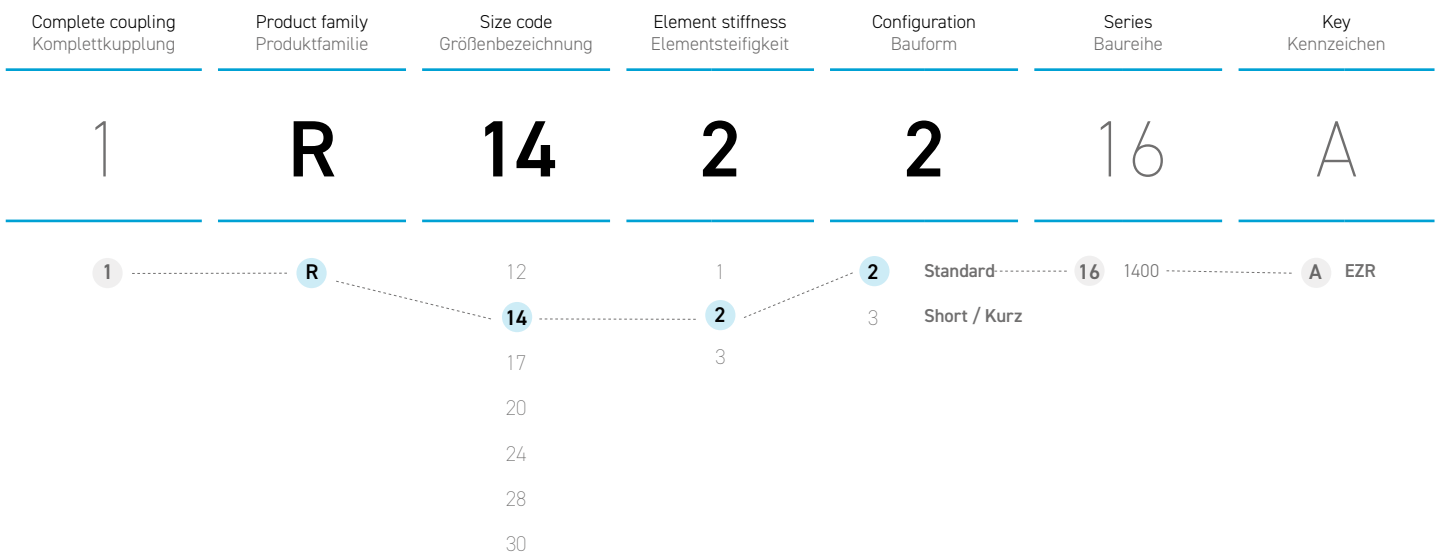 Complete coupling Product family Size code Element stiffness Configuration Series Key
Komplettkupplung Produktfamilie Größenbezeichnung Elementsteifigkeit Bauform Baureihe Kennzeichen
1 R 14 2 2 16 A
1 R 12 1 2 Standard 16 1400 A EZR
14 2 3 Short / Kurz
17 3
20
24
28
30